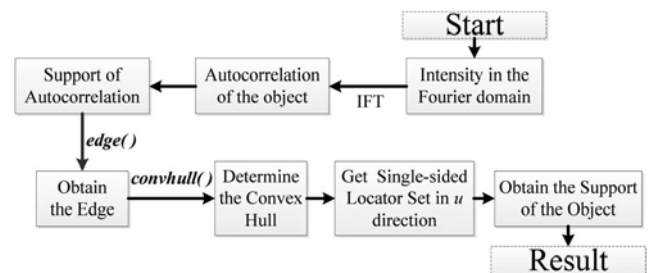 Start
Intensity in the
Fourier domain
IFT
Autocorrelation
of the object
Support of
Autocorrelation
edge( )
Obtain
the Edge
convhull( )
Determine
the Convex
Hull
Get Single-sided
Locator Set in u
direction
Obtain the Support
of the Object
Result